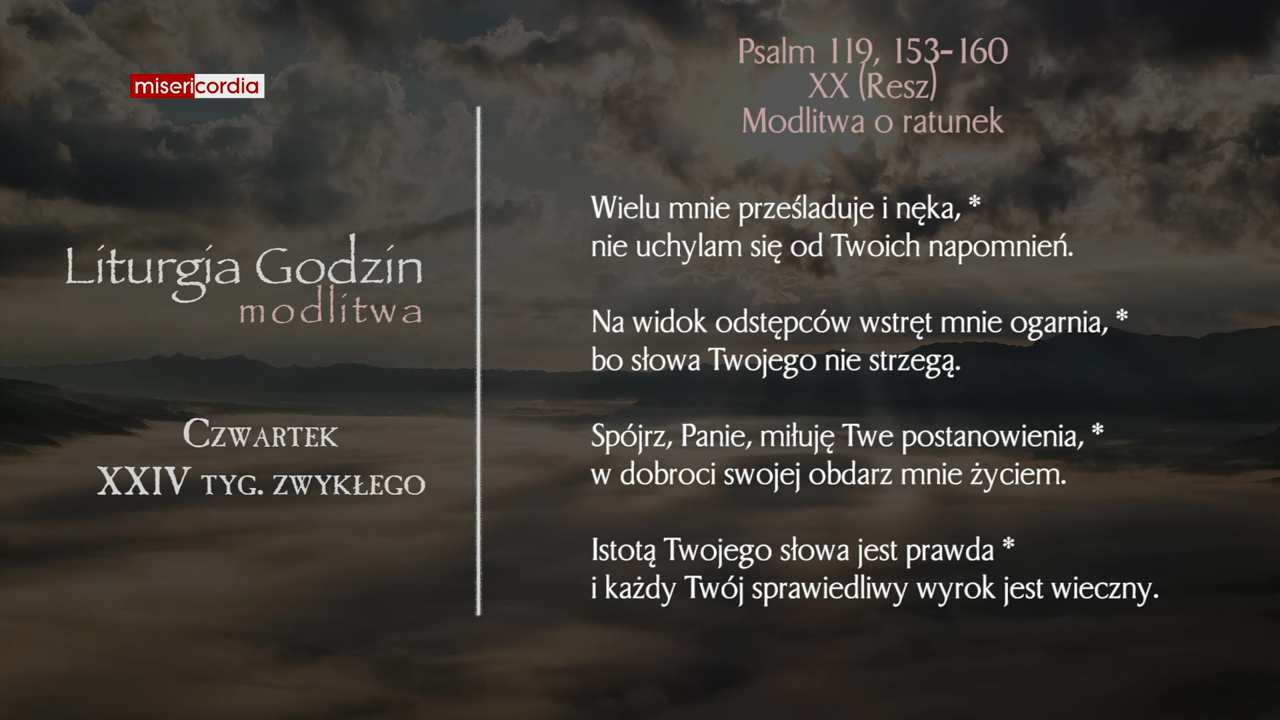 misericordia
Liturgia Godzin
modlitwa
Czwartek
XXIV tyg. zwykłego
Psalm 119, 153-160
XX (Resz)
Modlitwa o ratunek
Wielu mnie prześladuje i nęka, *
nie uchylam się od Twoich napomnień.
Na widok odstępców wstręt mnie ogarnia, *
bo słowa Twojego nie strzegą.
Spójrz, Panie, miłuję Twe postanowienia, *
w dobroci swojej obdarz mnie życiem.
Istotą Twojego słowa jest prawda *
i każdy Twój sprawiedliwy wyrok jest wieczny.